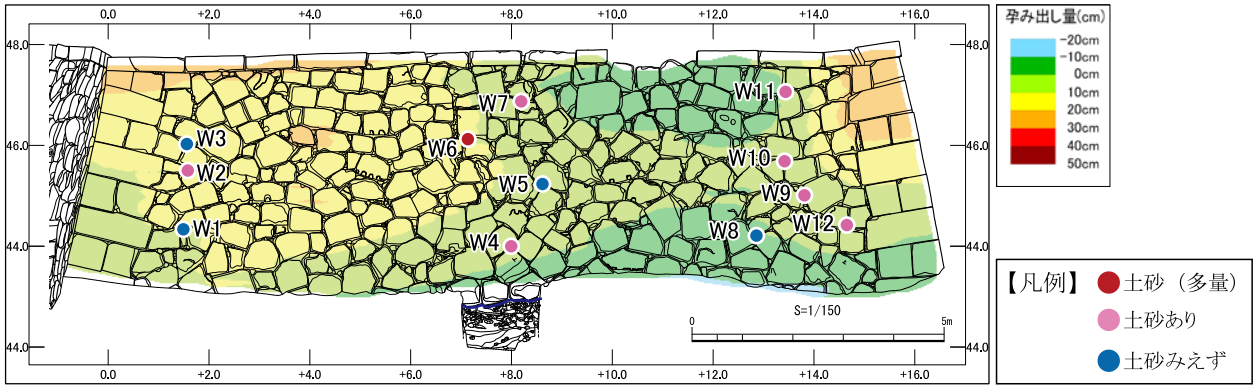 0.0 +2.0 +4.0 +6.0 +8.0 +10.0 +12.0 +14.0 +16.0
48.0 48.0
46.0 46.0
44.0 44.0
44.0 44.0
W11
W7
W3
W6
W10
W2
W5
W9
W12
W1
W8
W4
S=1/150
0 5m
0.0 +2.0 +4.0 +6.0 +8.0 +10.0 +12.0 +14.0 +16.0
孕み出し量(cm)
-20cm
-10cm
0cm
10cm
20cm
30cm
40cm
50cm
【凡例】 土砂（多量）
土砂あり
土砂みえず